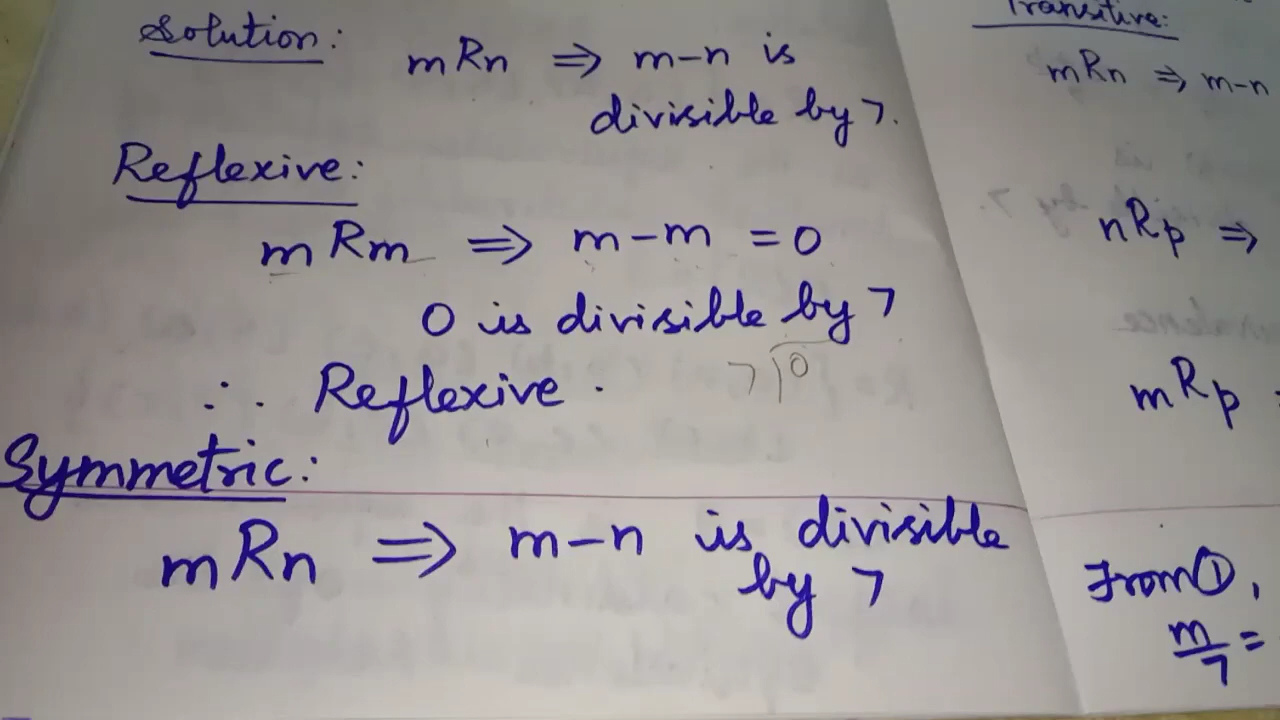 Solution: mRn ⇒ m-n is
divisible by 7.
Reflexive:
mRm ⇒ m-m = 0
0 is divisible by 7
7)0
∴ Reflexive.
Symmetric:
mRn ⇒ m-n is divisible
by 7
Transitive:
mRn ⇒ m-n
nRp ⇒
mRp
From ①,
m/7 =